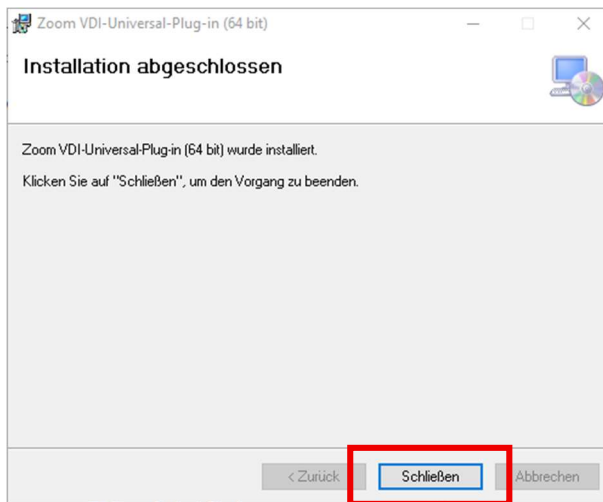 Zoom VDI-Universal-Plug-in (64 bit)
Installation abgeschlossen
Zoom VDI-Universal-Plug-in (64 bit) wurde installiert.
Klicken Sie auf "Schließen", um den Vorgang zu beenden.
< Zurück
Schließen
Abbrechen